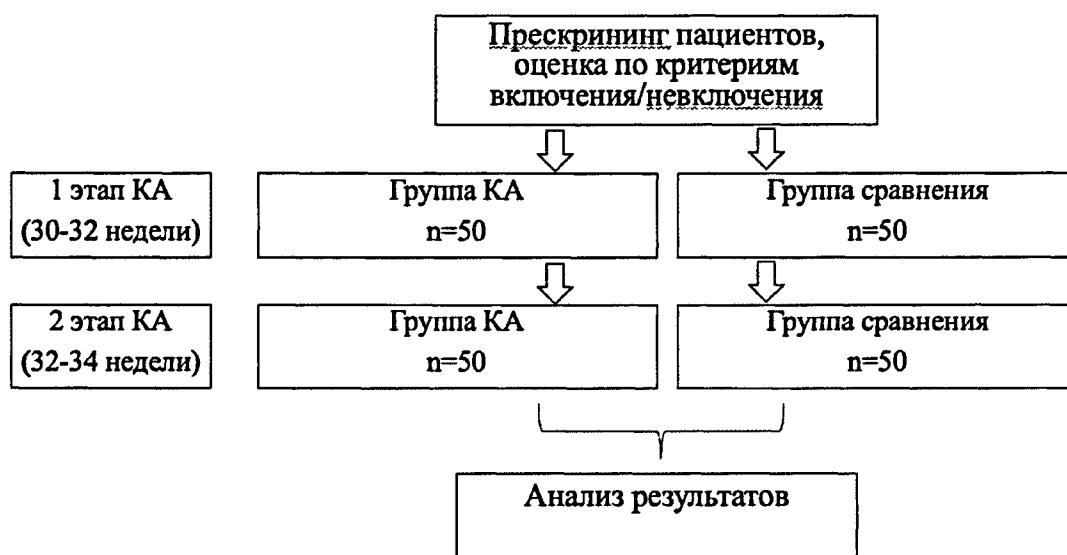 Прескрининг пациентов,
оценка по критериям
включения/невключения
1 этап КА
(30-32 недели)
Группа КА
n=50
Группа сравнения
n=50
2 этап КА
(32-34 недели)
Группа КА
n=50
Группа сравнения
n=50
Анализ результатов